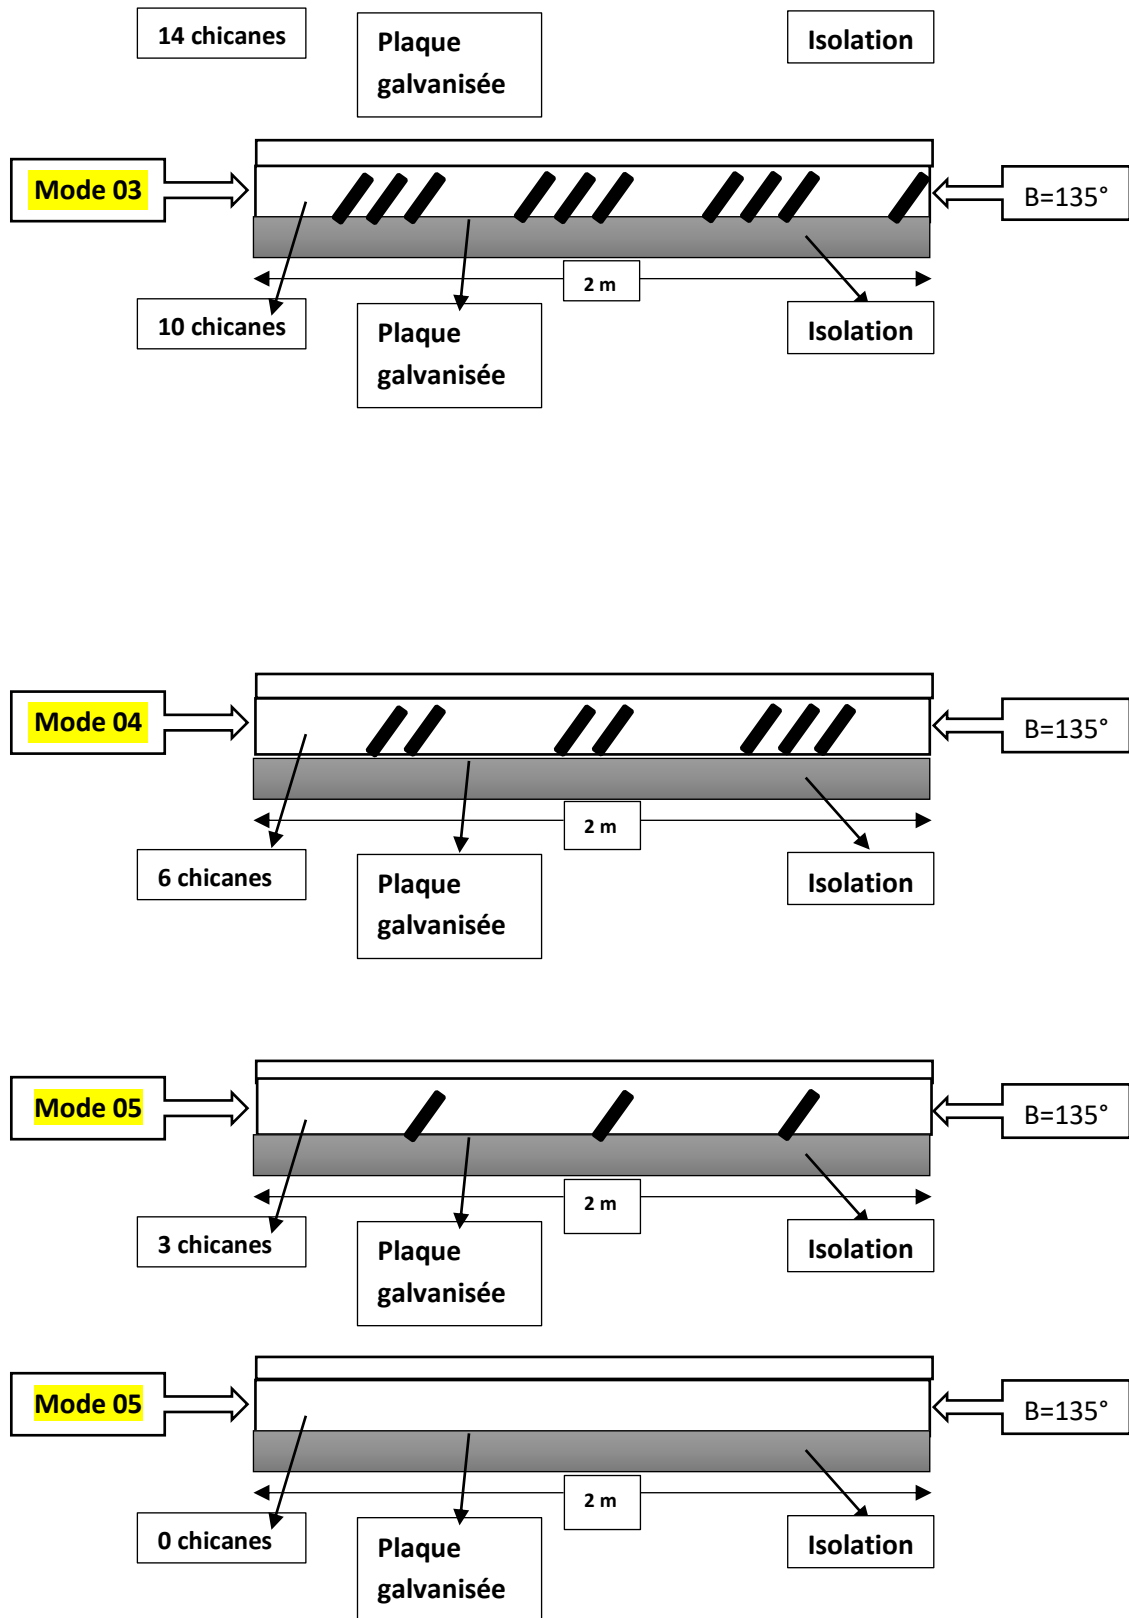 14 chicanes
Plaque
galvanisée
Isolation
Mode 03
B=135°
2 m
10 chicanes
Plaque
galvanisée
Isolation
Mode 04
B=135°
2 m
6 chicanes
Plaque
galvanisée
Isolation
Mode 05
B=135°
2 m
3 chicanes
Plaque
galvanisée
Isolation
Mode 05
B=135°
2 m
0 chicanes
Plaque
galvanisée
Isolation